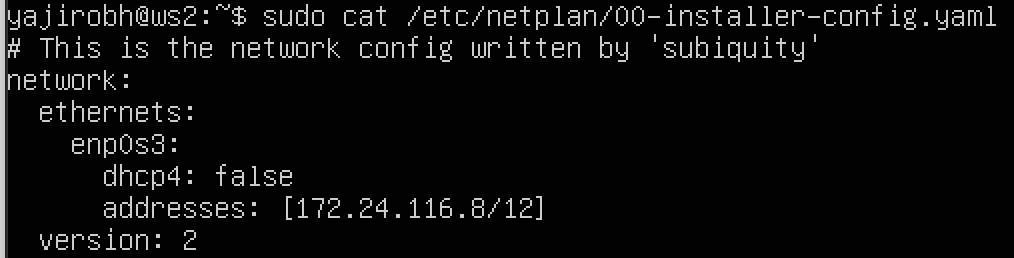 yajirobh@ws2:~$ sudo cat /etc/netplan/00-installer-config.yaml
# This is the network config written by 'subiquity'
network:
  ethernets:
    enp0s3:
      dhcp4: false
      addresses: [172.24.116.8/12]
  version: 2